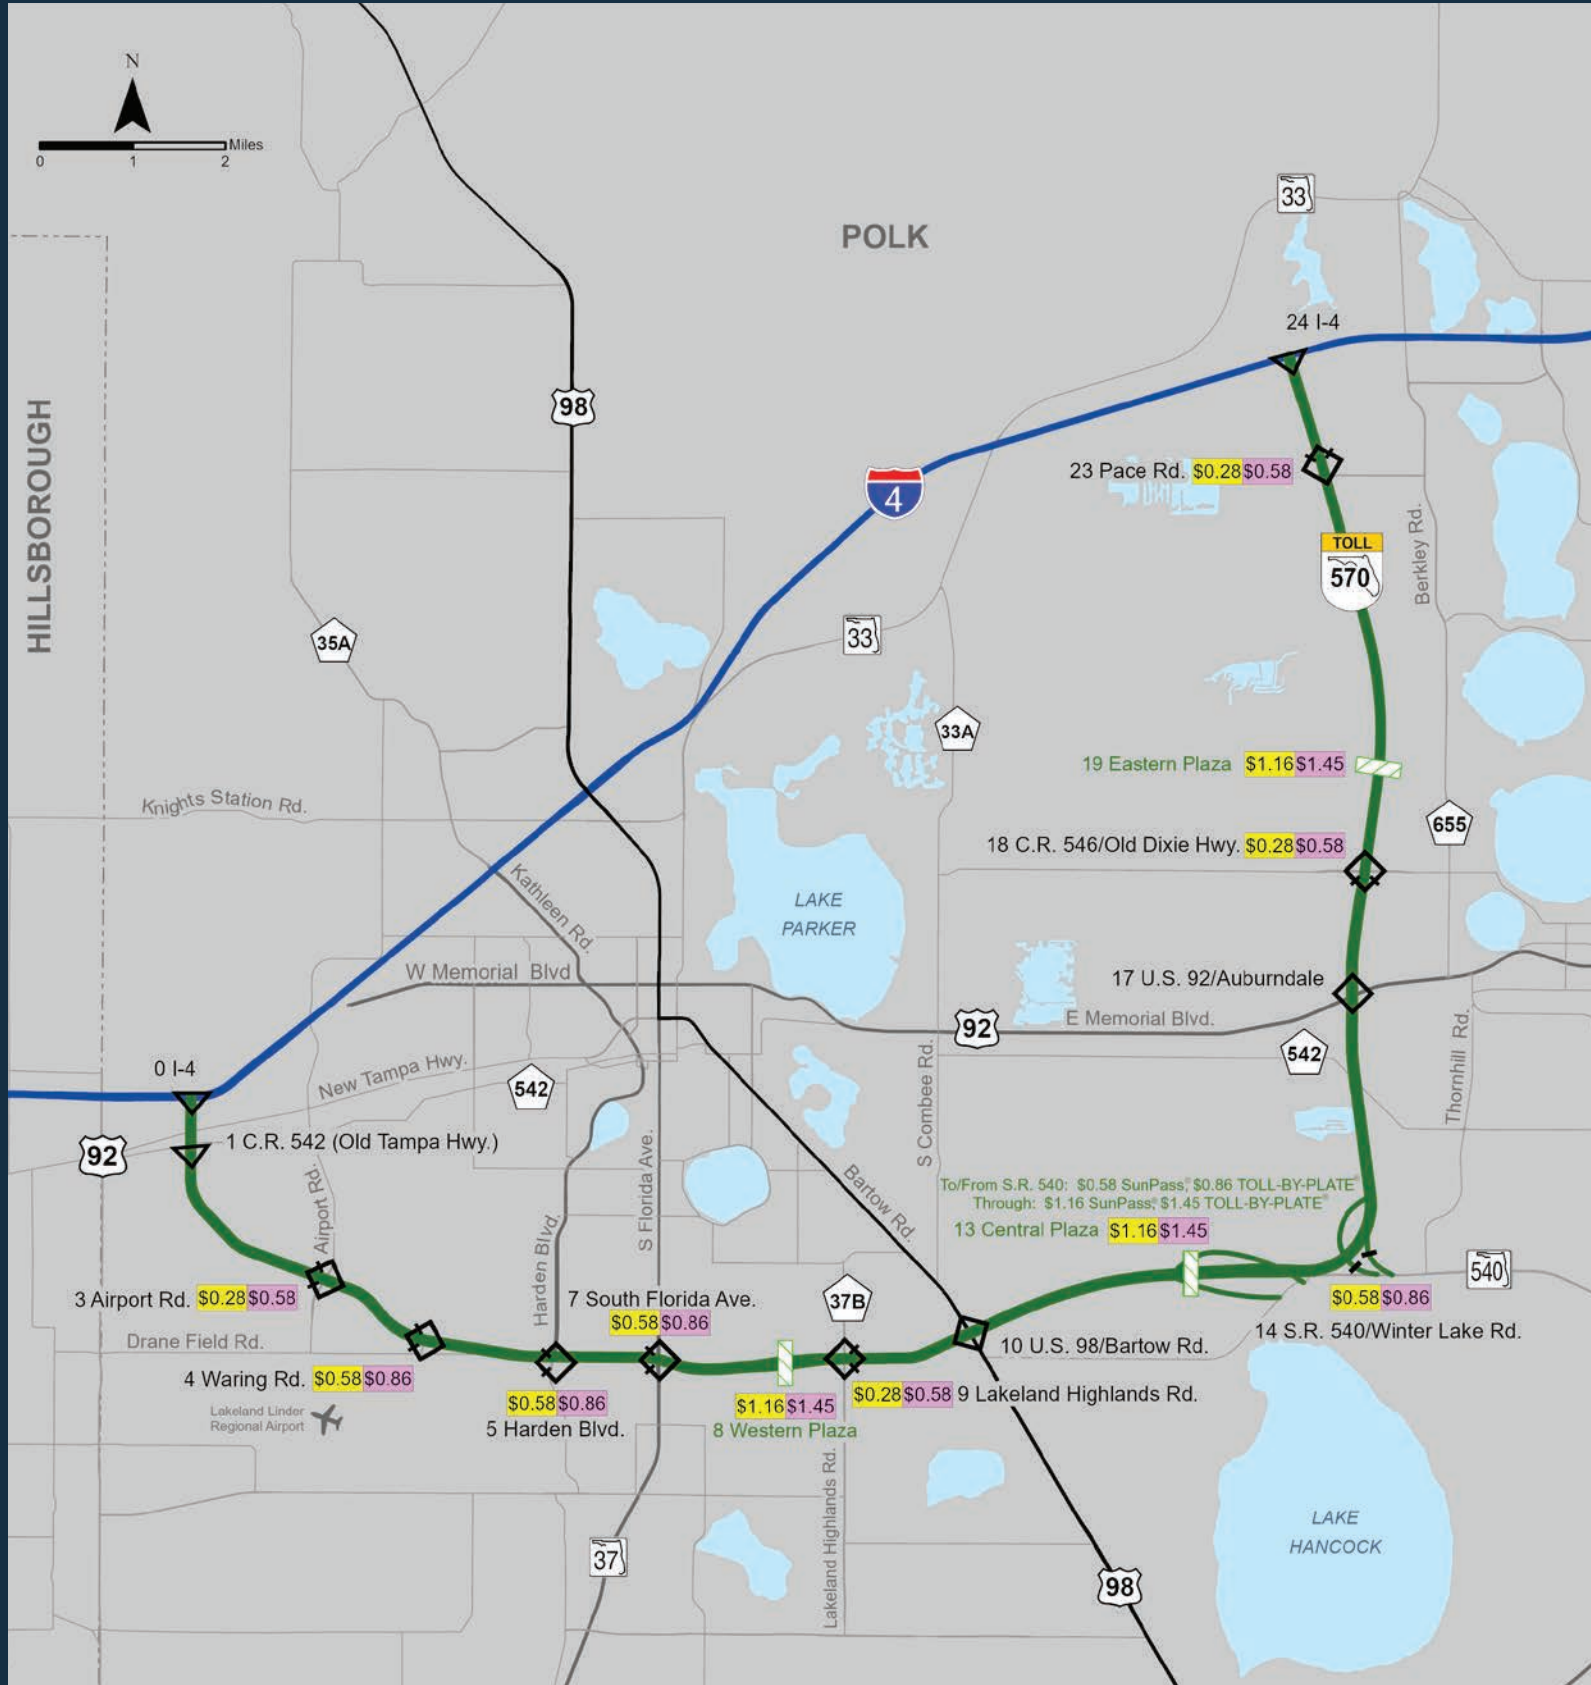 N
Miles
0 1 2
33
POLK
24 I-4
HILLSBOROUGH
98
4
23 Pace Rd. $0.28 $0.58
Berkley Rd.
TOLL
570
35A
33
33A
19 Eastern Plaza $1.16 $1.45
Knights Station Rd.
655
18 C.R. 546/Old Dixie Hwy. $0.28 $0.58
Kathleen Rd.
LAKE
PARKER
W Memorial Blvd
17 U.S. 92/Auburndale
92
E Memorial Blvd.
542
Thornhill Rd.
0 I-4
New Tampa Hwy.
542
S Combee Rd.
92
1 C.R. 542 (Old Tampa Hwy.)
Airport Rd.
Harden Blvd.
S Florida Ave.
Bartow Rd.
To/From S.R. 540: $0.58 SunPass®, $0.86 TOLL-BY-PLATE®
Through: $1.16 SunPass®, $1.45 TOLL-BY-PLATE®
13 Central Plaza $1.16 $1.45
540
3 Airport Rd. $0.28 $0.58
7 South Florida Ave.
$0.58 $0.86
37B
$0.58 $0.86
14 S.R. 540/Winter Lake Rd.
Drane Field Rd.
10 U.S. 98/Bartow Rd.
4 Waring Rd. $0.58 $0.86
Lakeland Linder
Regional Airport
$0.58 $0.86
5 Harden Blvd.
$1.16 $1.45
8 Western Plaza
$0.28 $0.58 9 Lakeland Highlands Rd.
Lakeland Highlands Rd.
37
98
LAKE
HANCOCK